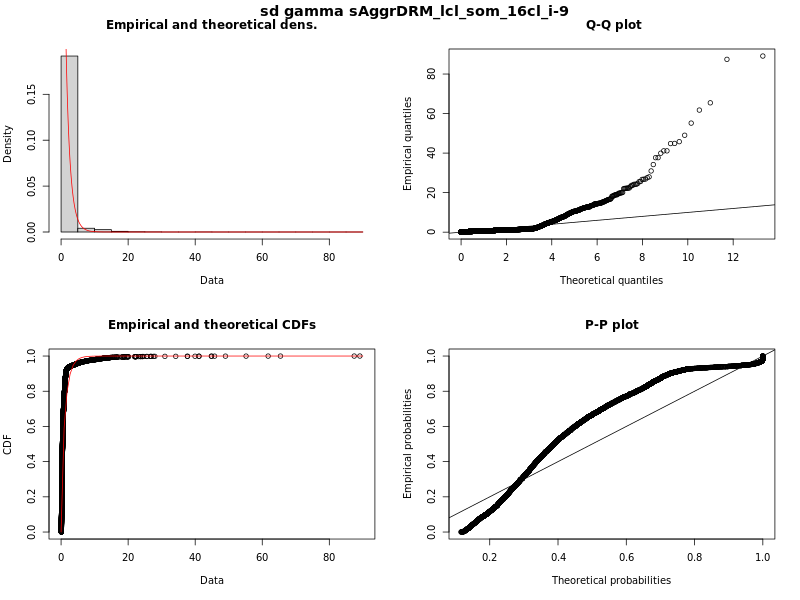 sd gamma sAggrDRM_lcl_som_16cl_i-9
Empirical and theoretical dens.
Density
0.00 0.05 0.10 0.15
0 20 40 60 80
Data
Q-Q plot
Empirical quantiles
0 20 40 60 80
0 2 4 6 8 10 12
Theoretical quantiles
Empirical and theoretical CDFs
CDF
0.0 0.2 0.4 0.6 0.8 1.0
0 20 40 60 80
Data
P-P plot
Empirical probabilities
0.0 0.2 0.4 0.6 0.8 1.0
0.2 0.4 0.6 0.8 1.0
Theoretical probabilities